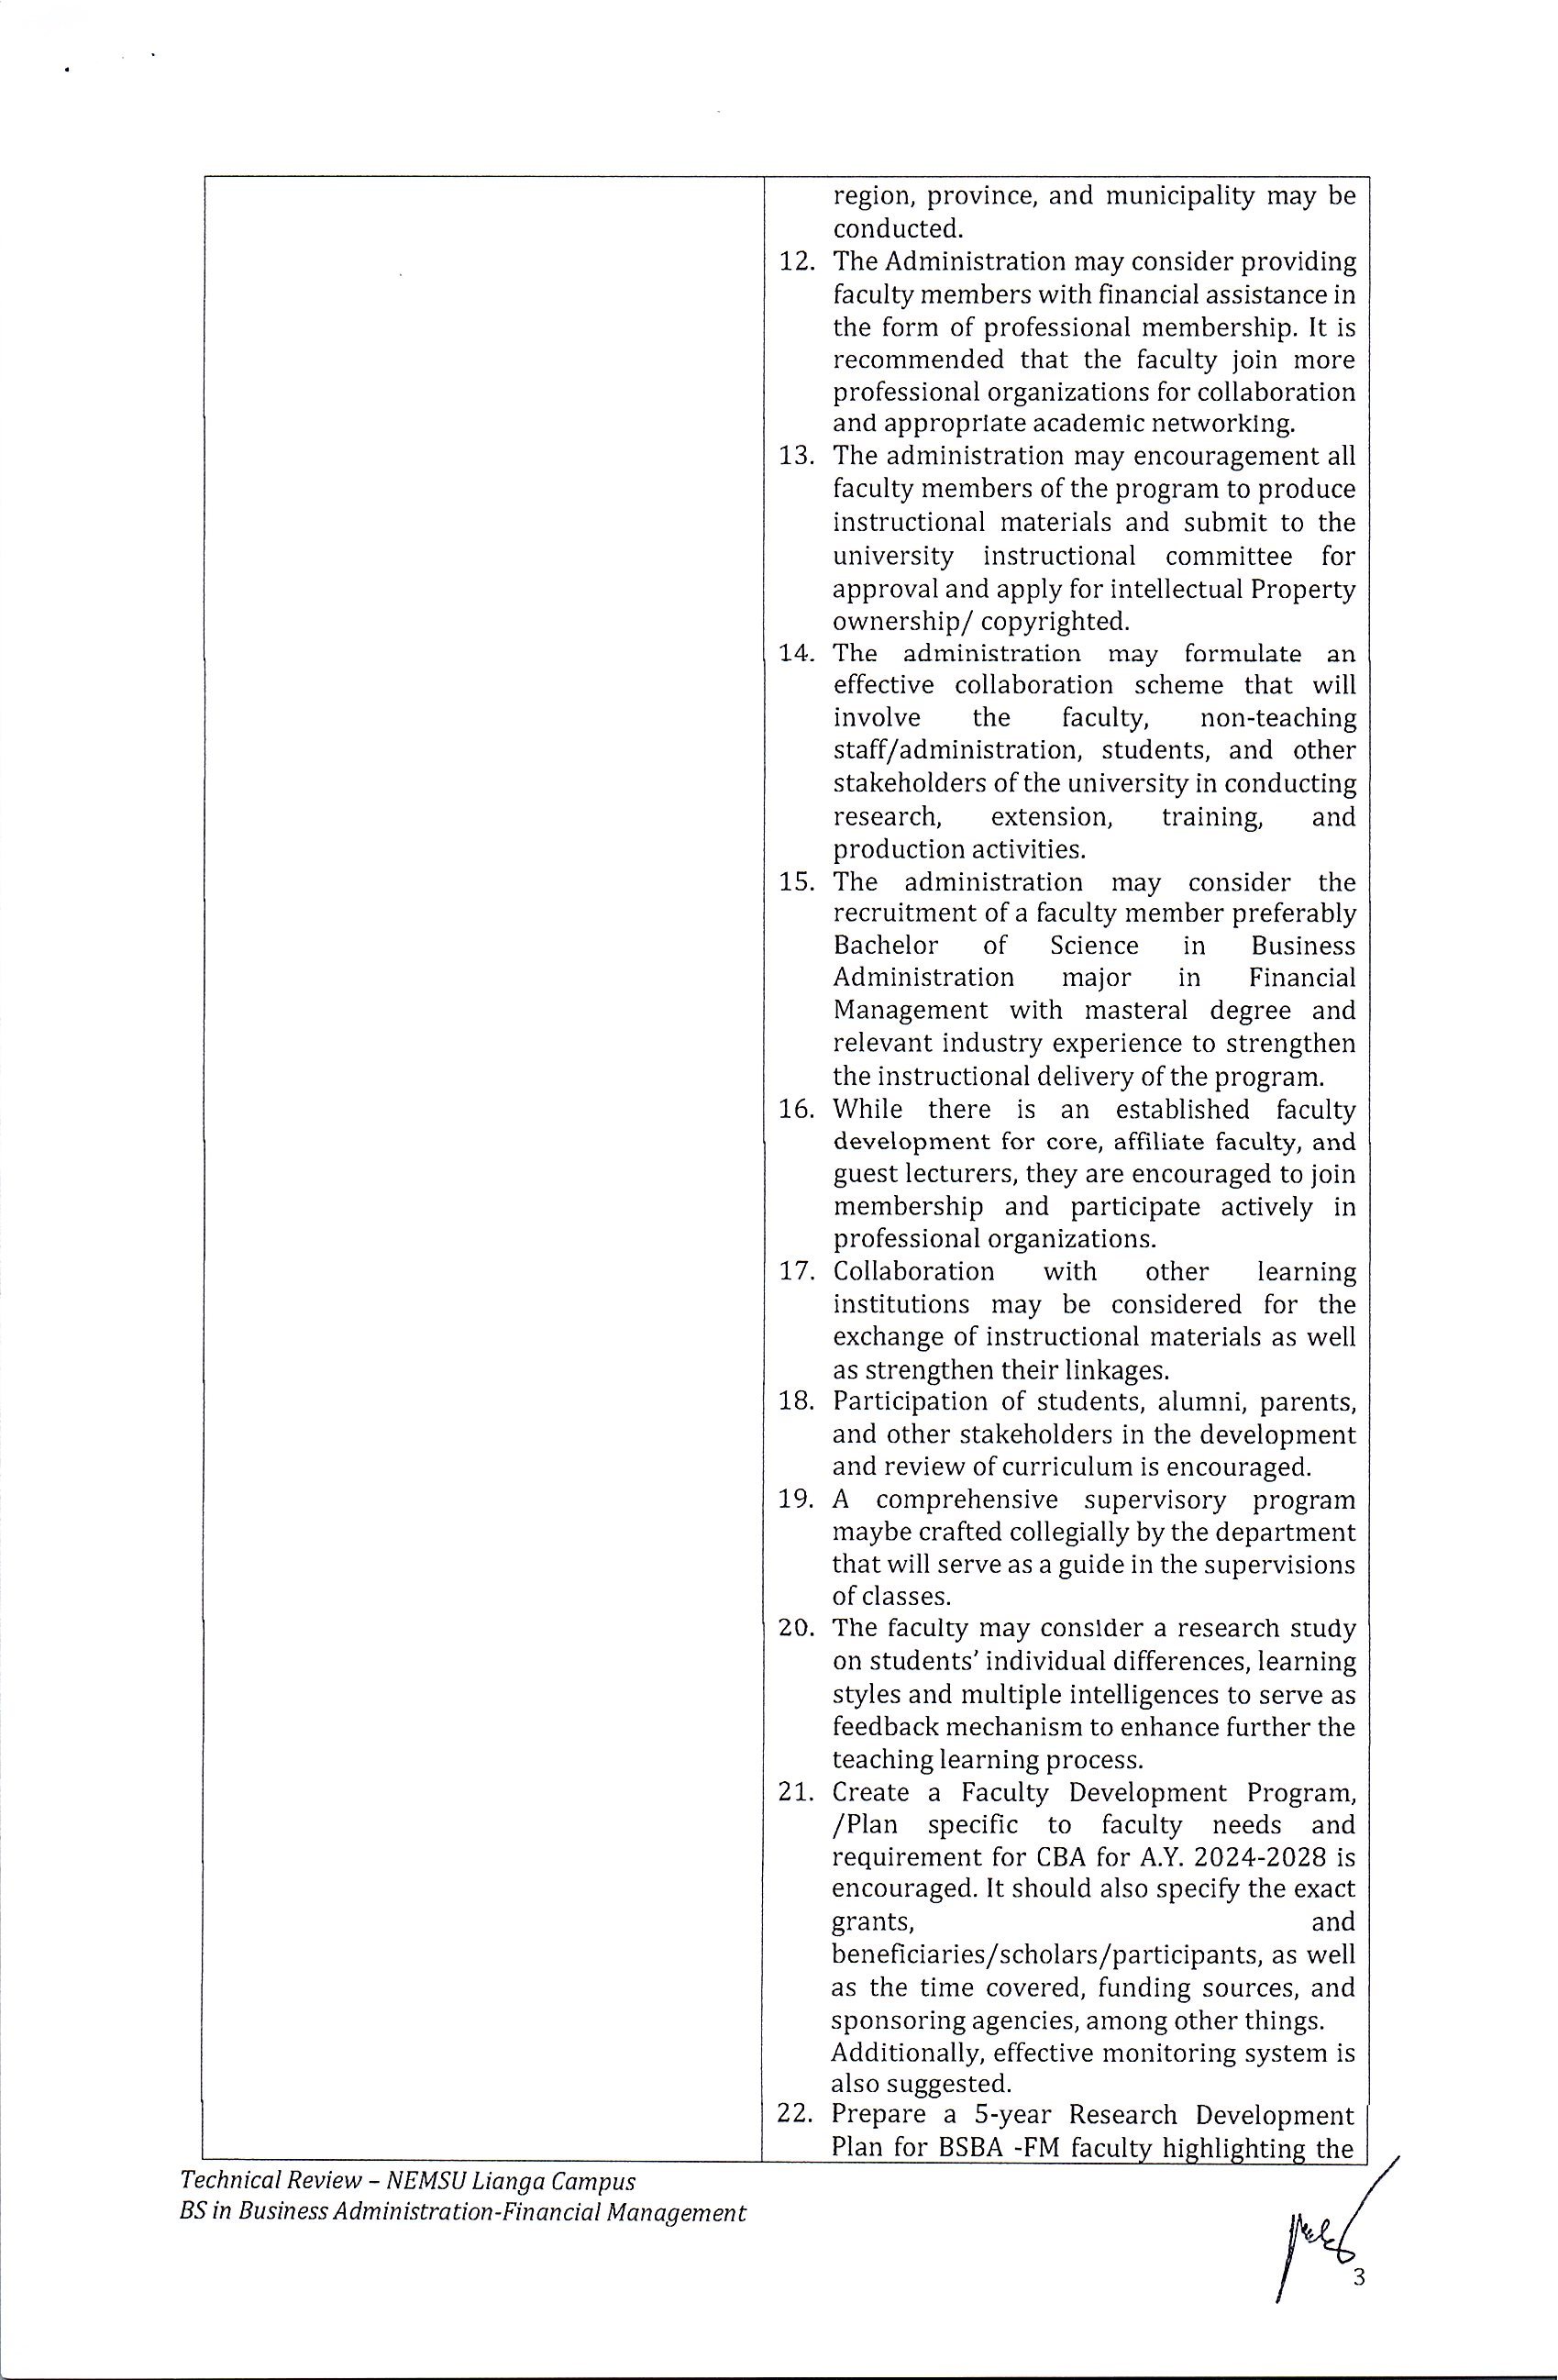 region, province, and municipality may be
conducted.
12. The Administration may consider providing
faculty members with financial assistance in
the form of professional membership. It is
recommended that the faculty join more
professional organizations for collaboration
and appropriate academic networking.
13. The administration may encouragement all
faculty members of the program to produce
instructional materials and submit to the
university instructional committee for
approval and apply for intellectual Property
ownership/ copyrighted.
14. The administration may formulate an
effective collaboration scheme that will
involve the faculty, non-teaching
staff/administration, students, and other
stakeholders of the university in conducting
research, extension, training, and
production activities.
15. The administration may consider the
recruitment of a faculty member preferably
Bachelor of Science in Business
Administration major in Financial
Management with masteral degree and
relevant industry experience to strengthen
the instructional delivery of the program.
16. While there is an established faculty
development for core, affiliate faculty, and
guest lecturers, they are encouraged to join
membership and participate actively in
professional organizations.
17. Collaboration with other learning
institutions may be considered for the
exchange of instructional materials as well
as strengthen their linkages.
18. Participation of students, alumni, parents,
and other stakeholders in the development
and review of curriculum is encouraged.
19. A comprehensive supervisory program
maybe crafted collegially by the department
that will serve as a guide in the supervisions
of classes.
20. The faculty may consider a research study
on students' individual differences, learning
styles and multiple intelligences to serve as
feedback mechanism to enhance further the
teaching learning process.
21. Create a Faculty Development Program,
/Plan specific to faculty needs and
requirement for CBA for A.Y. 2024-2028 is
encouraged. It should also specify the exact
grants, and
beneficiaries/scholars/participants, as well
as the time covered, funding sources, and
sponsoring agencies, among other things.
Additionally, effective monitoring system is
also suggested.
22. Prepare a 5-year Research Development
Plan for BSBA -FM faculty highlighting the
Technical Review – NEMSU Lianga Campus
BS in Business Administration-Financial Management
3